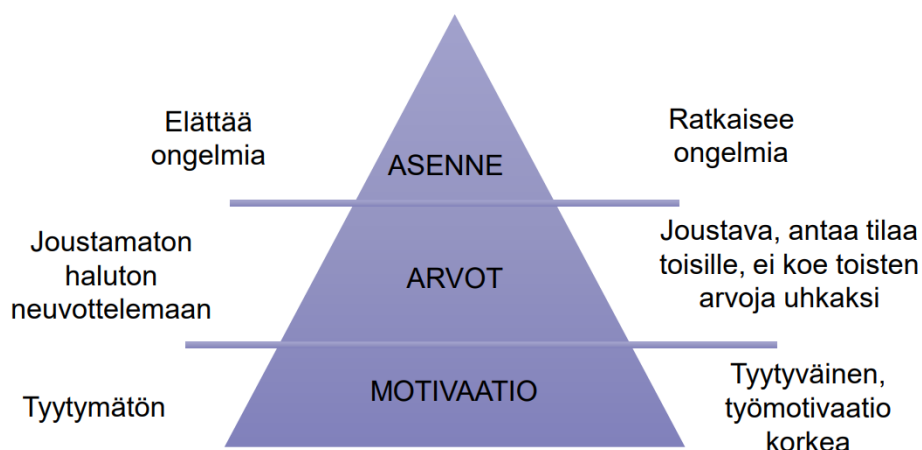 Elättää
ongelmia
ASENNE
Ratkaisee
ongelmia
Joustamaton
haluton
neuvottelemaan
ARVOT
Joustava, antaa tilaa
toisille, ei koe toisten
arvoja uhkaksi
Tyytymätön
MOTIVAATIO
Tyytyväinen,
työmotivaatio
korkea